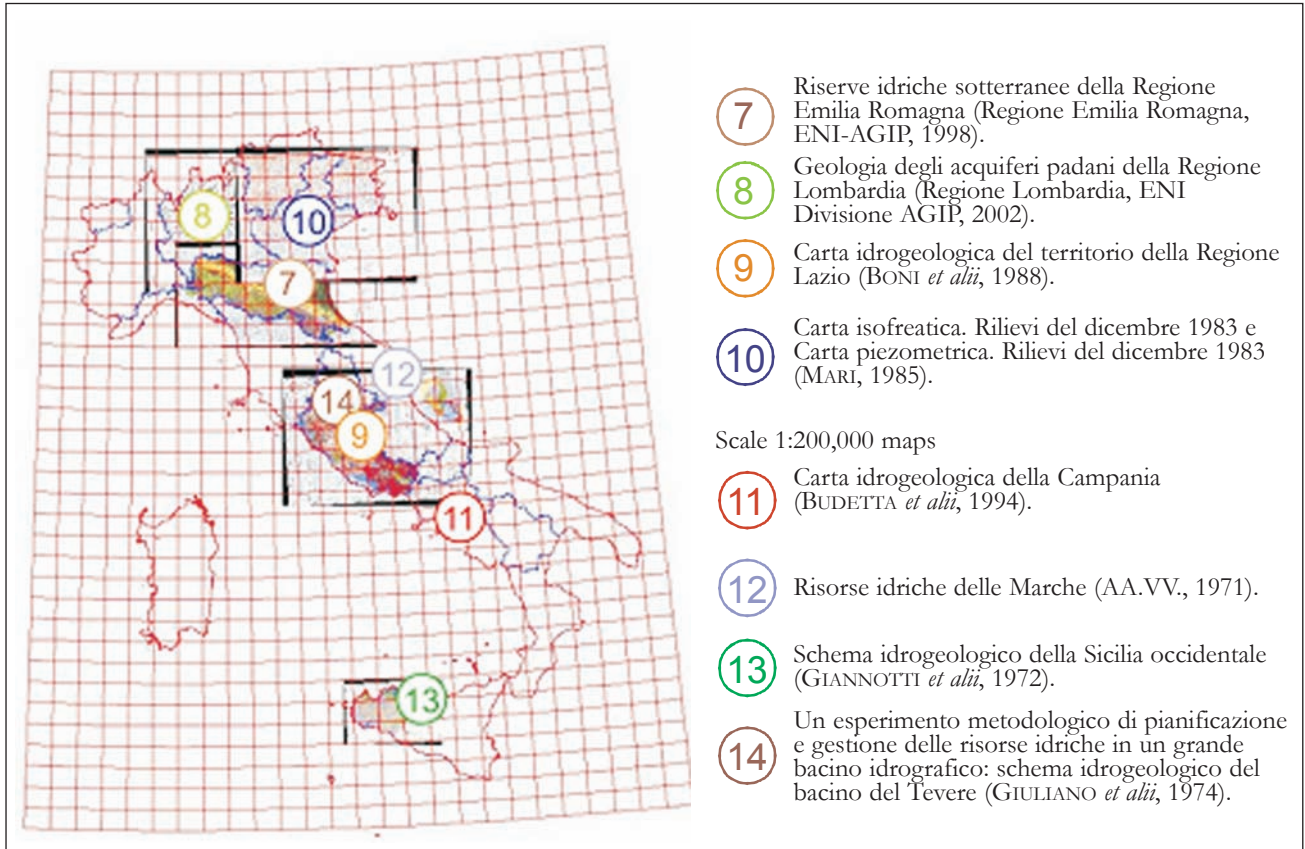 8
10
7
12
14
9
11
13
7
Riserve idriche sotterranee della Regione
Emilia Romagna (Regione Emilia Romagna,
ENI-AGIP, 1998).
8
Geologia degli acquiferi padani della Regione
Lombardia (Regione Lombardia, ENI
Divisione AGIP, 2002).
9
Carta idrogeologica del territorio della Regione
Lazio (BONI et alii, 1988).
10
Carta isofreatica. Rilievi del dicembre 1983 e
Carta piezometrica. Rilievi del dicembre 1983
(MARI, 1985).
Scale 1:200,000 maps
11
Carta idrogeologica della Campania
(BUDETTA et alii, 1994).
12
Risorse idriche delle Marche (AA.VV., 1971).
13
Schema idrogeologico della Sicilia occidentale
(GIANNOTTI et alii, 1972).
14
Un esperimento metodologico di pianificazione
e gestione delle risorse idriche in un grande
bacino idrografico: schema idrogeologico del
bacino del Tevere (GIULIANO et alii, 1974).